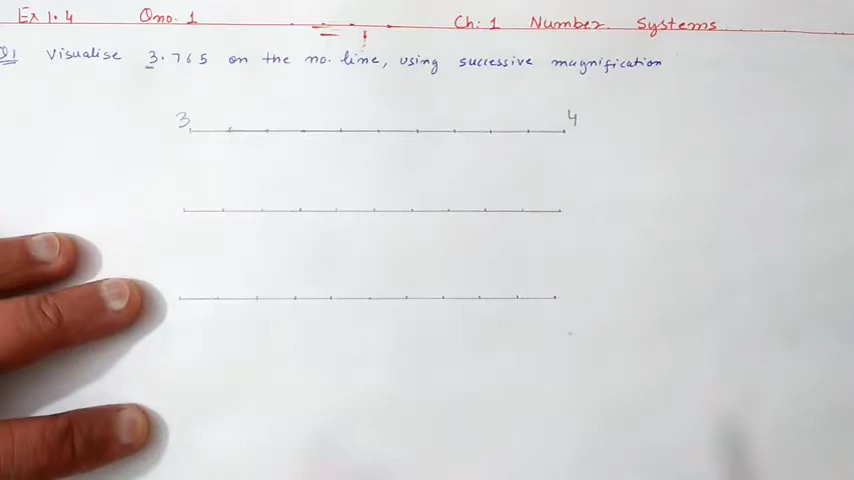 Ex 1.4 Qno. 1 Ch: 1 Number Systems
Q1 Visualise 3.765 on the no. line, using successive magnification
3 4